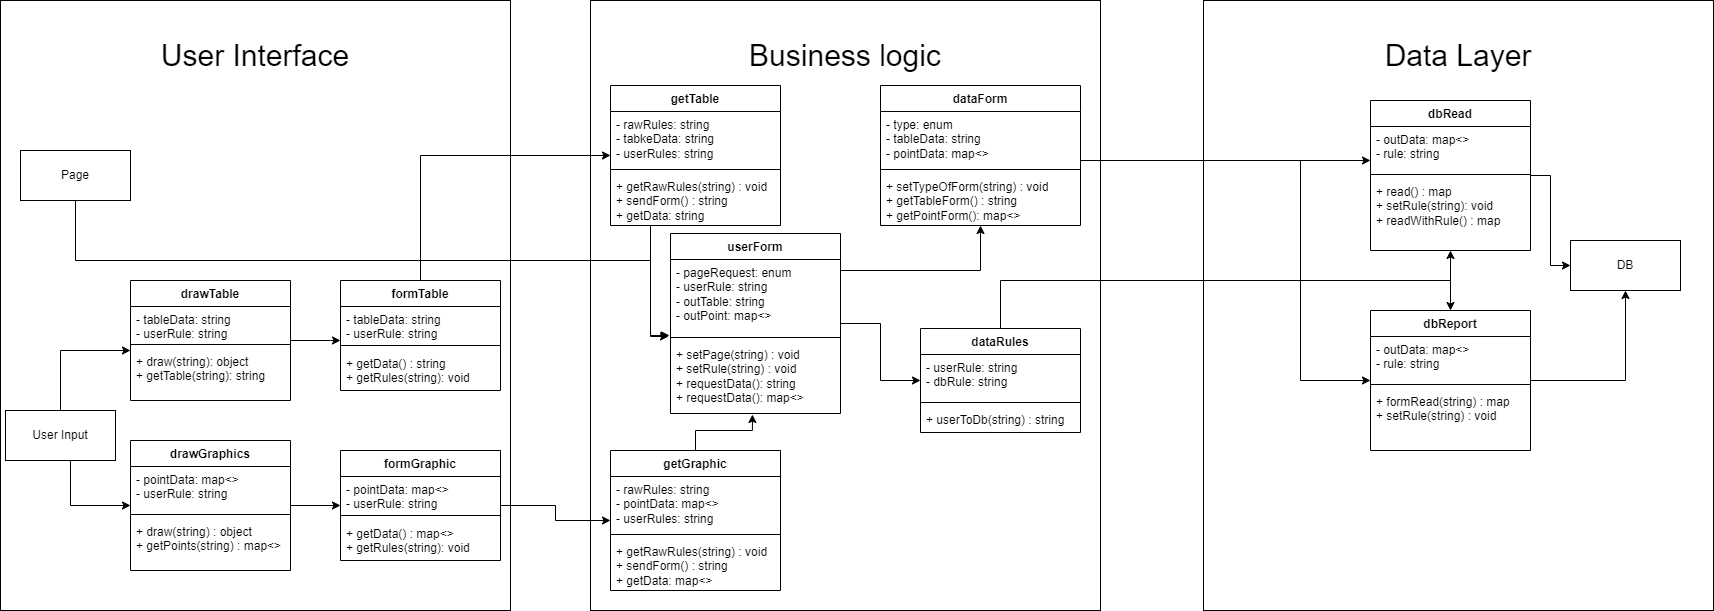 User Interface
Page
User Input
drawTable
- tableData: string
- userRule: string
+ draw(string): object
+ getTable(string): string
formTable
- tableData: string
- userRule: string
+ getData() : string
+ getRules(string): void
drawGraphics
- pointData: map<>
- userRule: string
+ draw(string) : object
+ getPoints(string) : map<>
formGraphic
- pointData: map<>
- userRule: string
+ getData() : map<>
+ getRules(string): void
Business logic
getTable
- rawRules: string
- tabkeData: string
- userRules: string
+ getRawRules(string) : void
+ sendForm() : string
+ getData: string
dataForm
- type: enum
- tableData: string
- pointData: map<>
+ setTypeOfForm(string) : void
+ getTableForm() : string
+ getPointForm(): map<>
userForm
- pageRequest: enum
- userRule: string
- outTable: string
- outPoint: map<>
+ setPage(string) : void
+ setRule(string) : void
+ requestData(): string
+ requestData(): map<>
dataRules
- userRule: string
- dbRule: string
+ userToDb(string) : string
getGraphic
- rawRules: string
- pointData: map<>
- userRules: string
+ getRawRules(string) : void
+ sendForm() : string
+ getData: map<>
Data Layer
dbRead
- outData: map<>
- rule: string
+ read() : map
+ setRule(string): void
+ readWithRule() : map
DB
dbReport
- outData: map<>
- rule: string
+ formRead(string) : map
+ setRule(string) : void